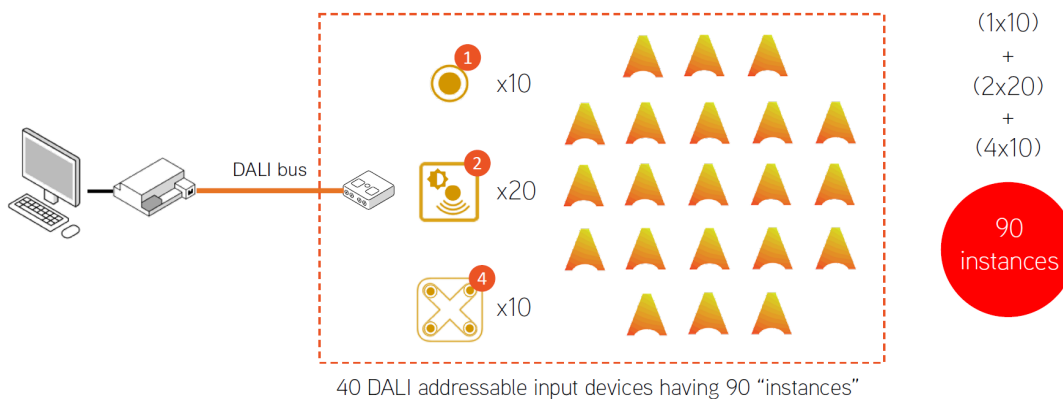 1
x10
DALI bus
2
x20
4
x10
(1x10)
+
(2x20)
+
(4x10)
90
instances
40 DALI addressable input devices having 90 “instances”